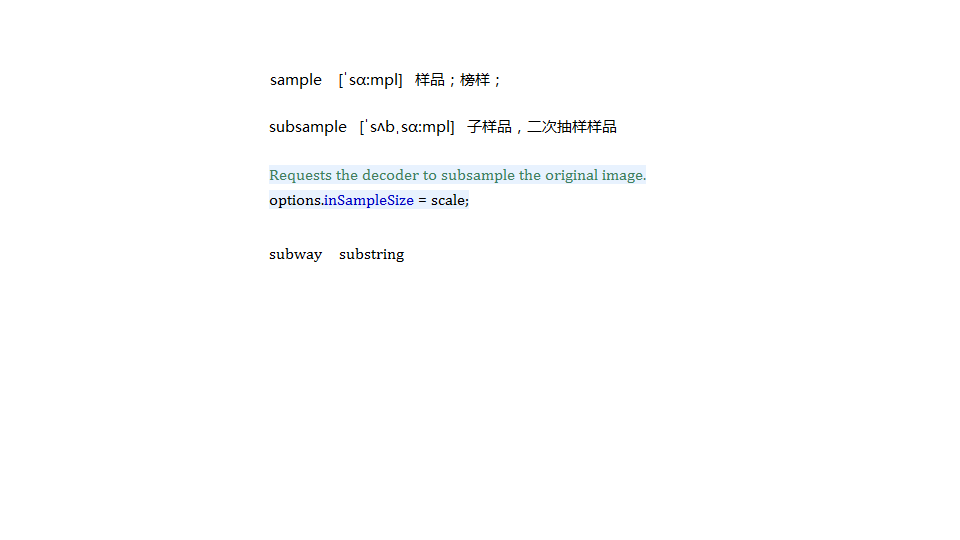 sample [ˈsɑ:mpl] 样品；榜样；
subsample [ˈsʌbˌsɑ:mpl] 子样品，二次抽样样品
Requests the decoder to subsample the original image.
options.inSampleSize = scale;
subway substring